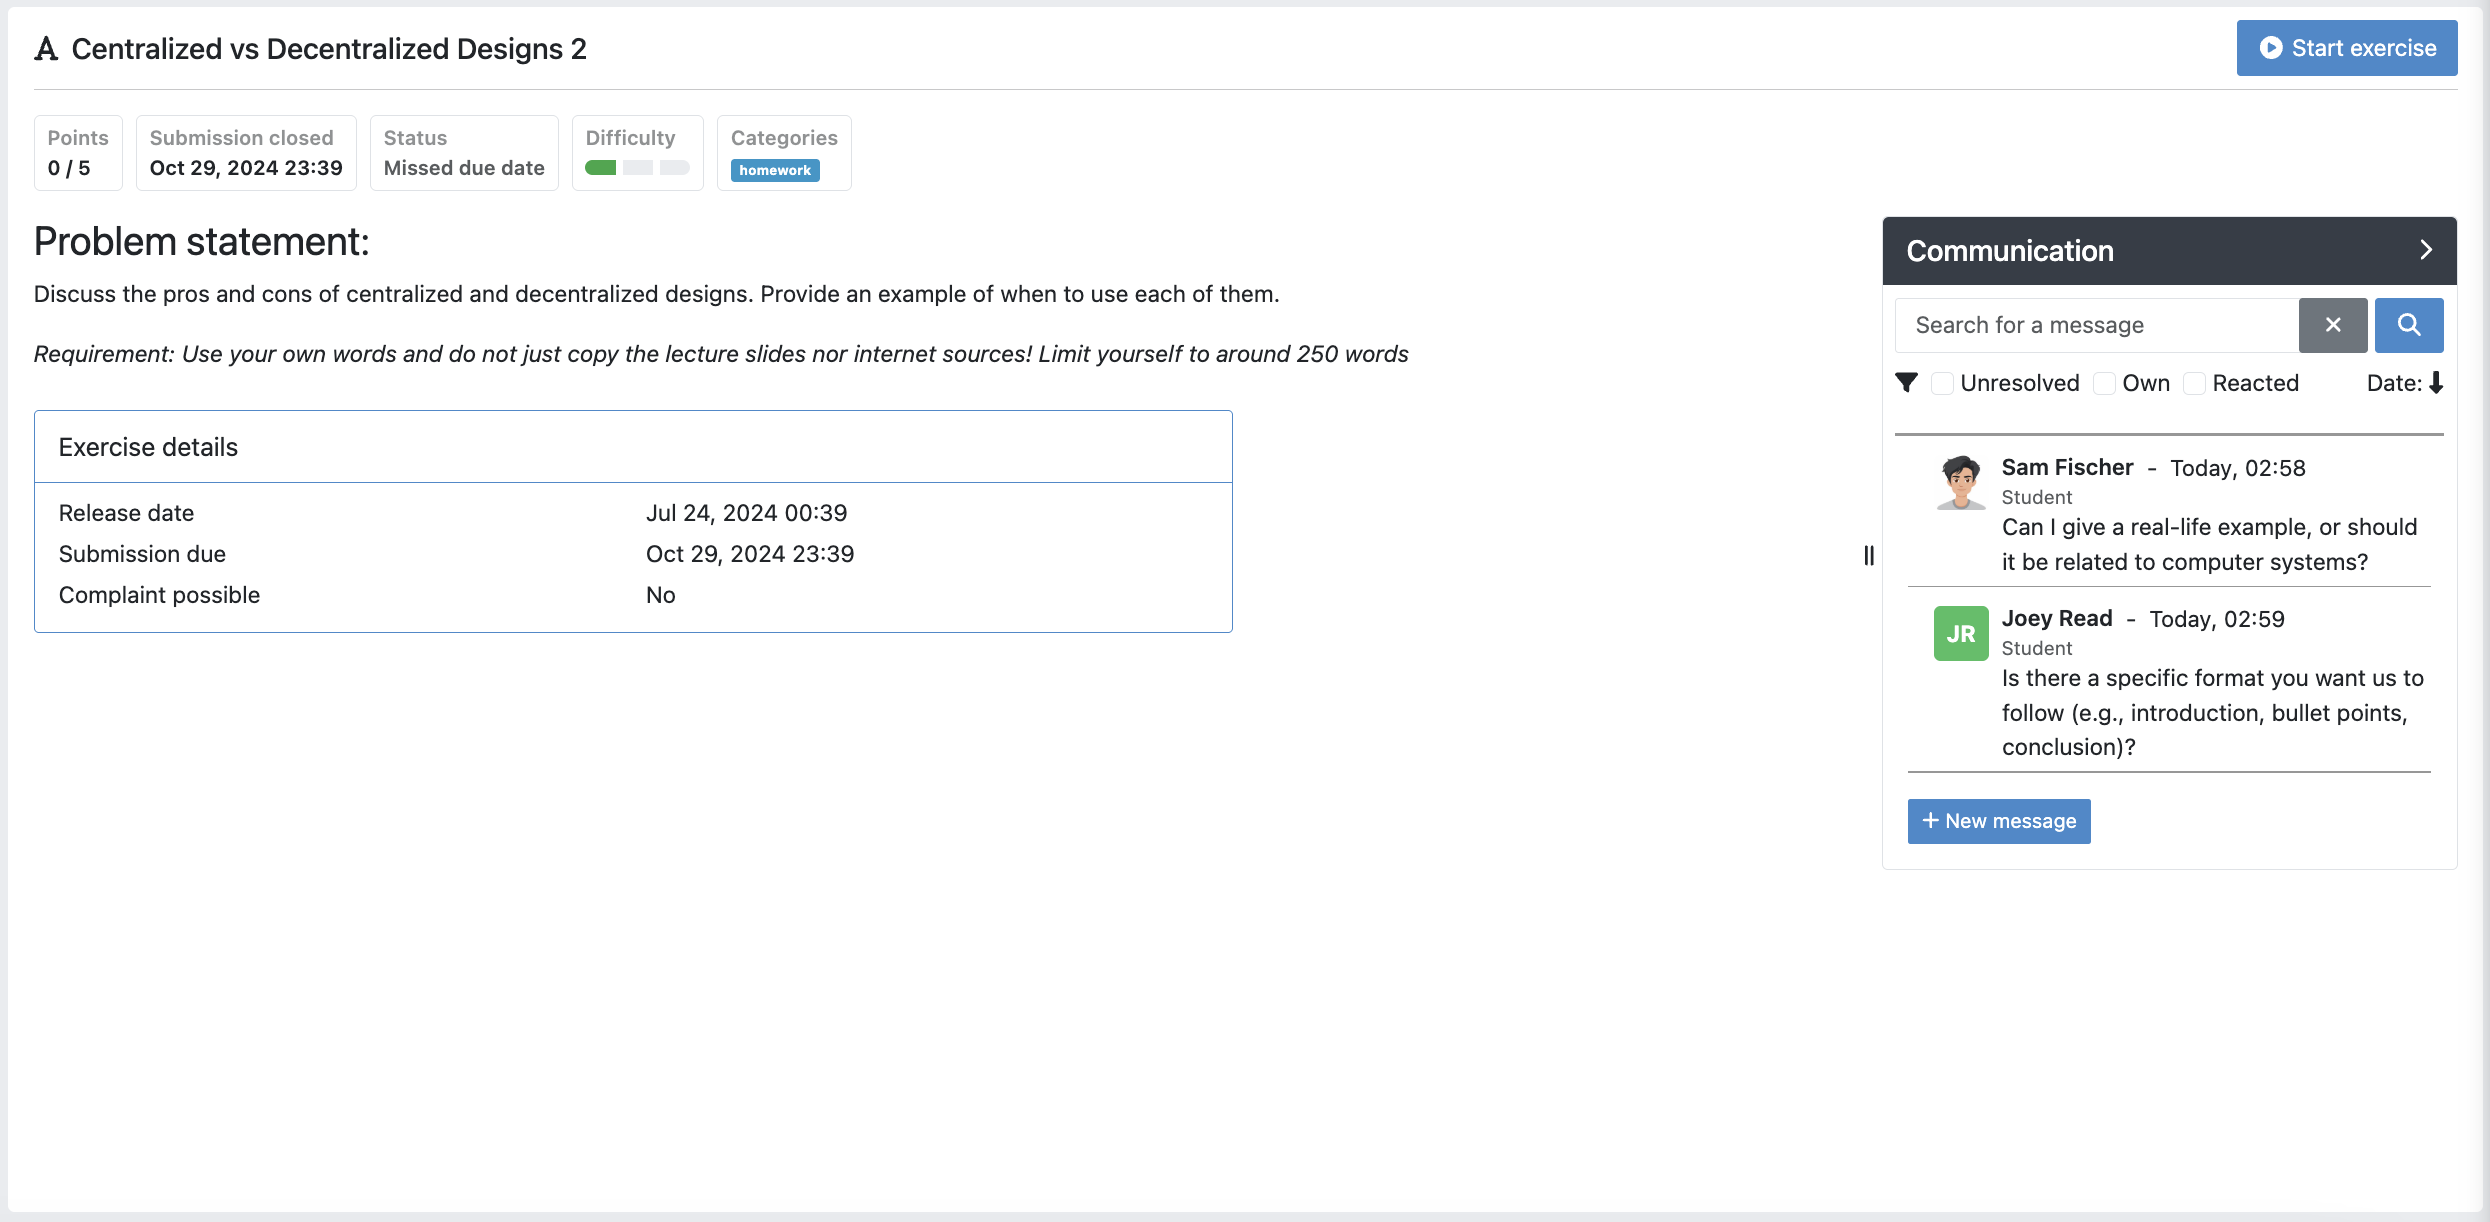 Centralized vs Decentralized Designs 2
Start exercise
Points
0 / 5
Submission closed
Oct 29, 2024 23:39
Status
Missed due date
Difficulty
Categories
homework
Problem statement:
Discuss the pros and cons of centralized and decentralized designs. Provide an example of when to use each of them.
Requirement: Use your own words and do not just copy the lecture slides nor internet sources! Limit yourself to around 250 words
Exercise details
Release date Jul 24, 2024 00:39
Submission due Oct 29, 2024 23:39
Complaint possible No
Communication
Search for a message
Unresolved Own Reacted Date:
Sam Fischer - Today, 02:58
Student
Can I give a real-life example, or should
it be related to computer systems?
JR
Joey Read - Today, 02:59
Student
Is there a specific format you want us to
follow (e.g., introduction, bullet points,
conclusion)?
+ New message